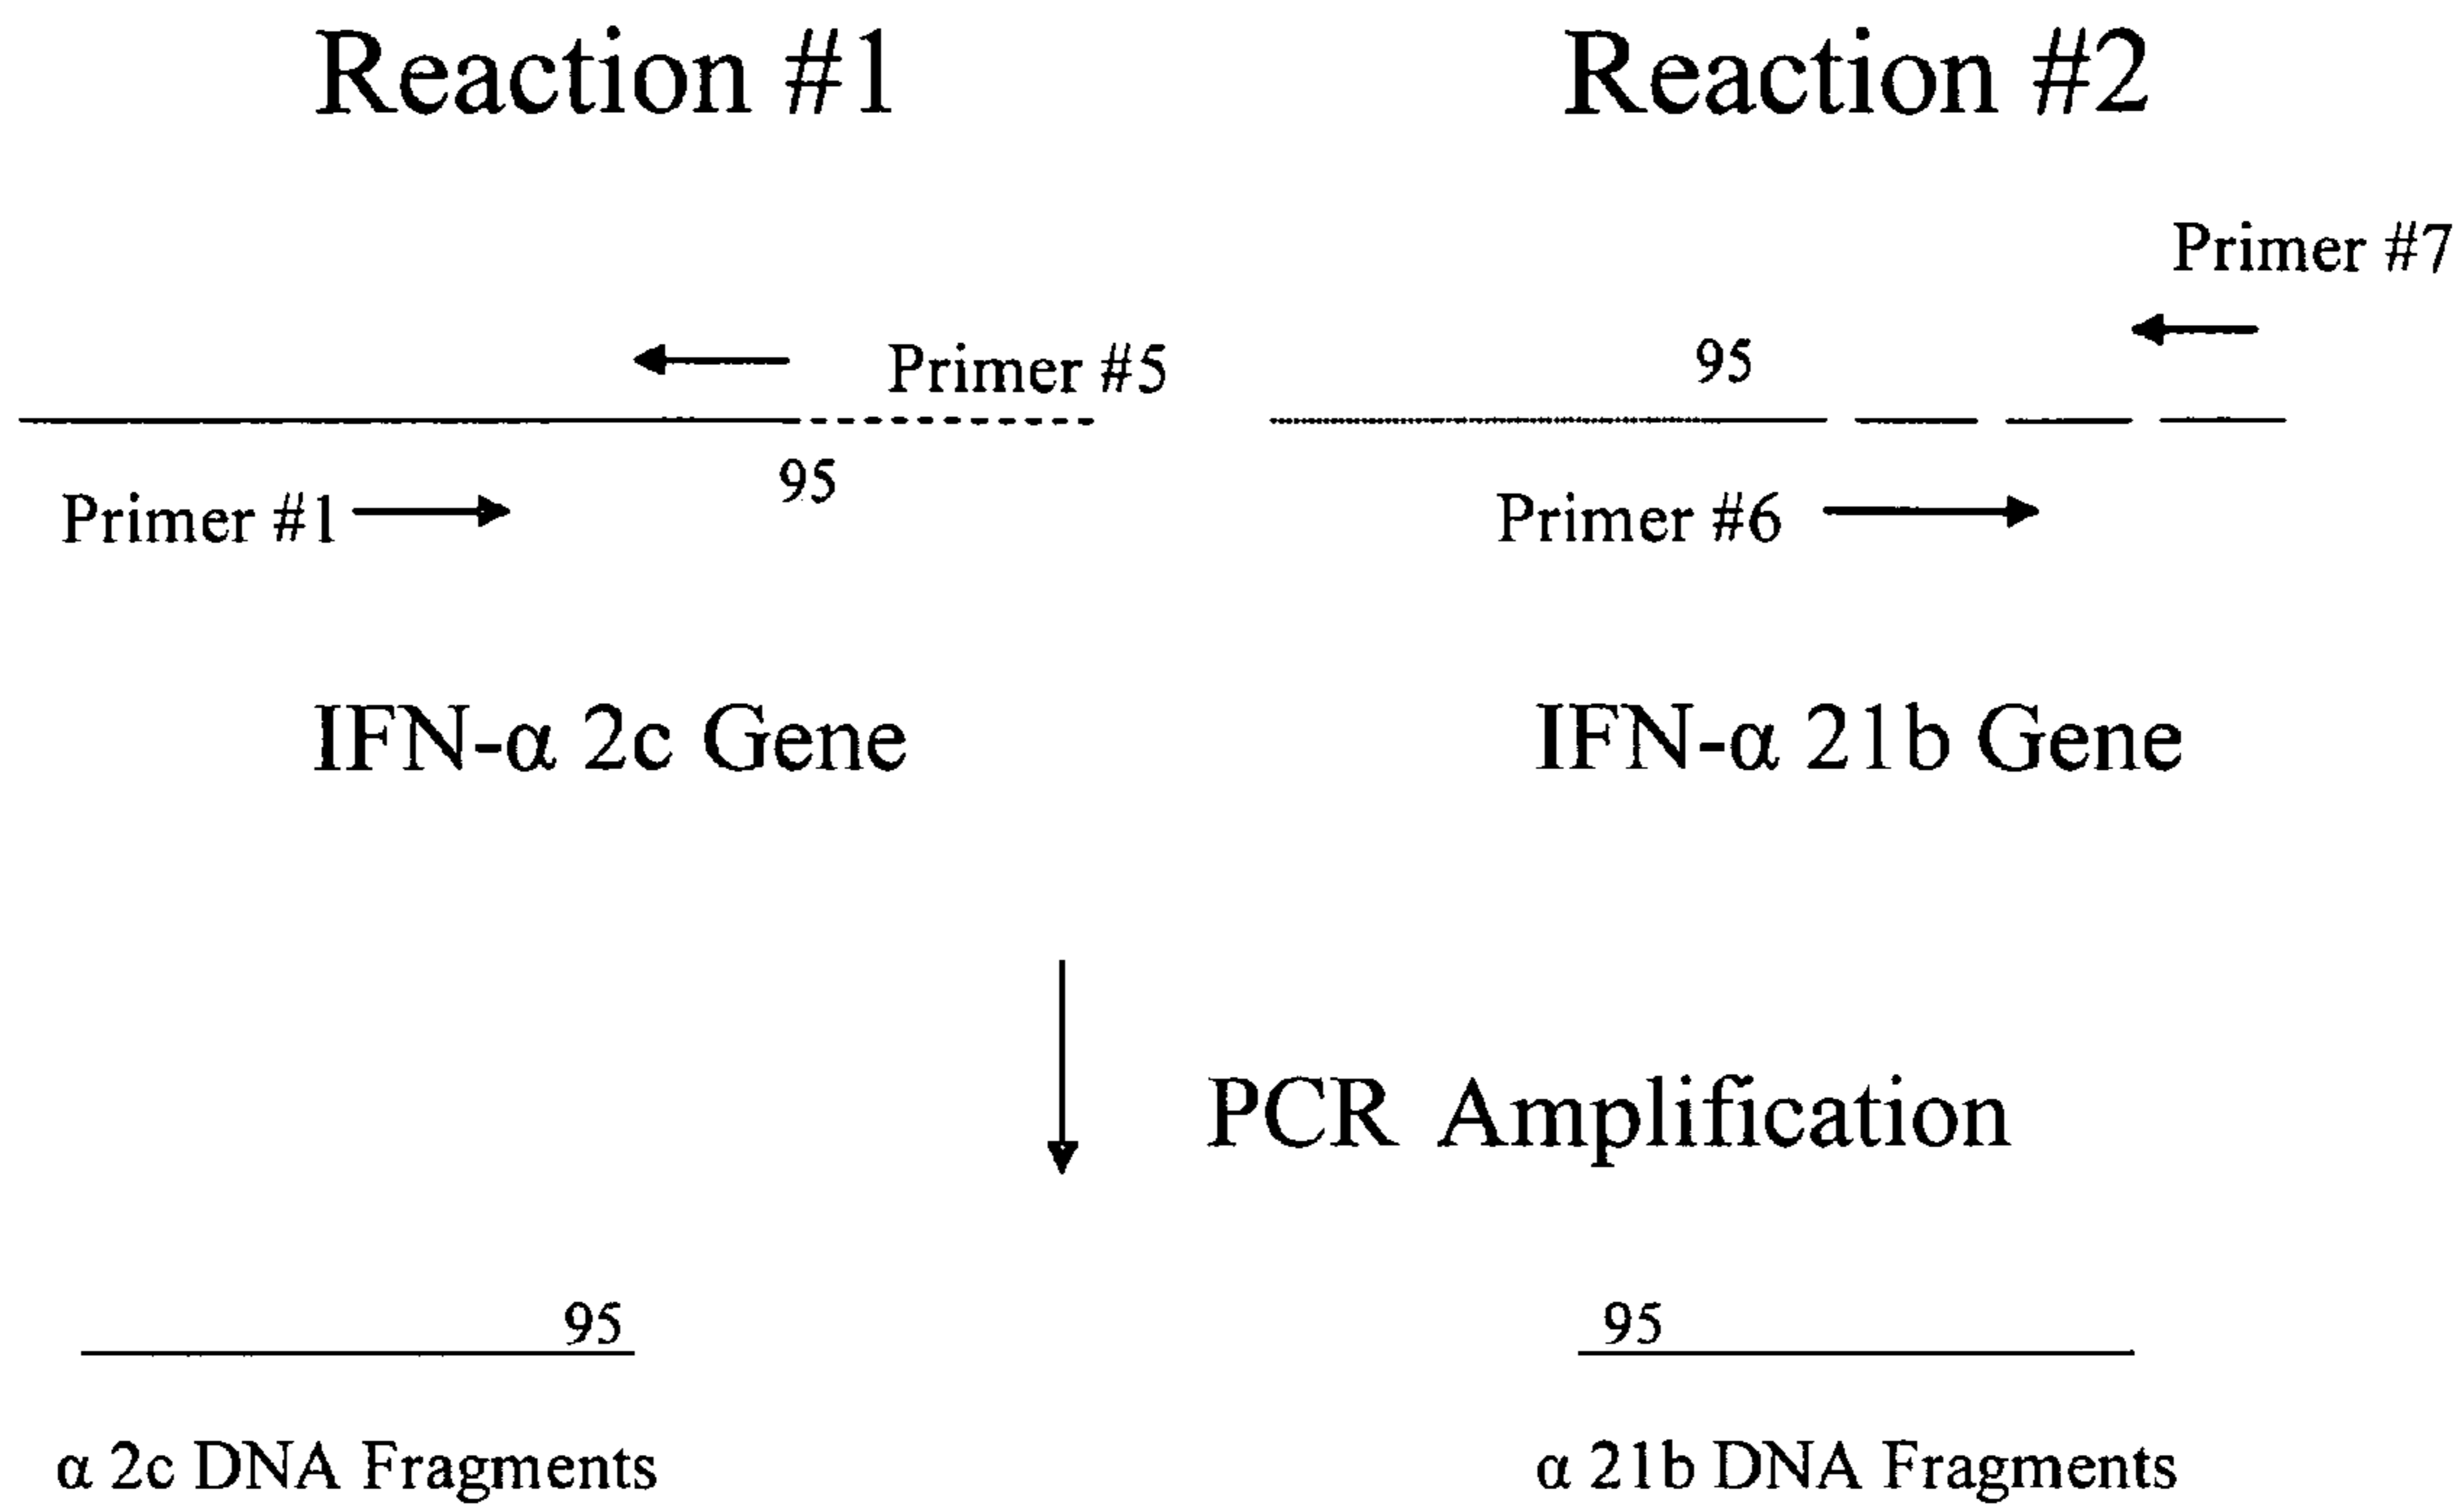 Reaction #1
Reaction #2
Primer #7
Primer #5
95
95
Primer #1
Primer #6
IFN-α 2c Gene
IFN-α 21b Gene
PCR Amplification
95
95
α 2c DNA Fragments
α 21b DNA Fragments